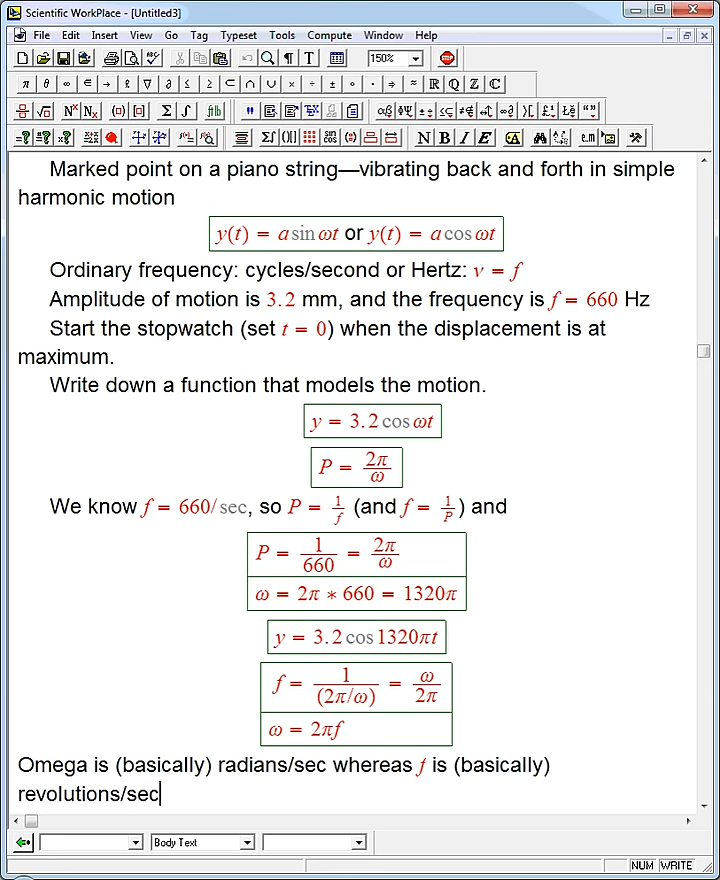 Scientific WorkPlace - [Untitled3]
File Edit Insert View Go Tag Typeset Tools Compute Window Help
150%
Marked point on a piano string—vibrating back and forth in simple
harmonic motion
y(t) = a sin ωt or y(t) = a cos ωt
Ordinary frequency: cycles/second or Hertz: ν = f
Amplitude of motion is 3.2 mm, and the frequency is f = 660 Hz
Start the stopwatch (set t = 0) when the displacement is at
maximum.
Write down a function that models the motion.
y = 3.2 cos ωt
P = 2π/ω
We know f = 660/sec, so P = 1/f (and f = 1/P) and
P = 1/660 = 2π/ω
ω = 2π * 660 = 1320π
y = 3.2 cos 1320πt
f = 1/(2π/ω) = ω/2π
ω = 2πf
Omega is (basically) radians/sec whereas f is (basically)
revolutions/sec
Body Text
NUM WRITE